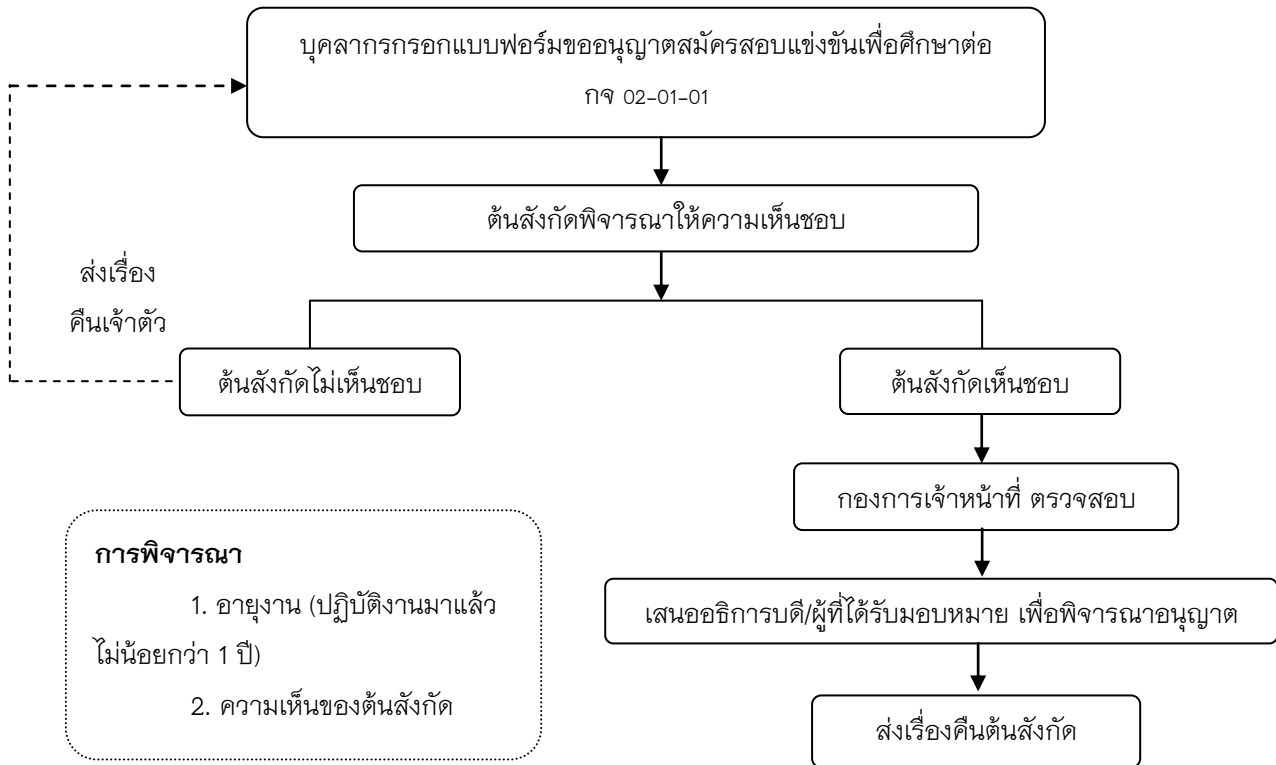 บุคลากรกรอกแบบฟอร์มขออนุญาตสมัครสอบแข่งขันเพื่อศึกษาต่อ
กจ 02-01-01
ต้นสังกัดพิจารณาให้ความเห็นชอบ
ส่งเรื่อง
คืนเจ้าตัว
ต้นสังกัดไม่เห็นชอบ
ต้นสังกัดเห็นชอบ
กองการเจ้าหน้าที่ ตรวจสอบ
เสนออธิการบดี/ผู้ที่ได้รับมอบหมาย เพื่อพิจารณาอนุญาต
ส่งเรื่องคืนต้นสังกัด
การพิจารณา
1. อายุงาน (ปฏิบัติงานมาแล้ว
ไม่น้อยกว่า 1 ปี)
2. ความเห็นของต้นสังกัด